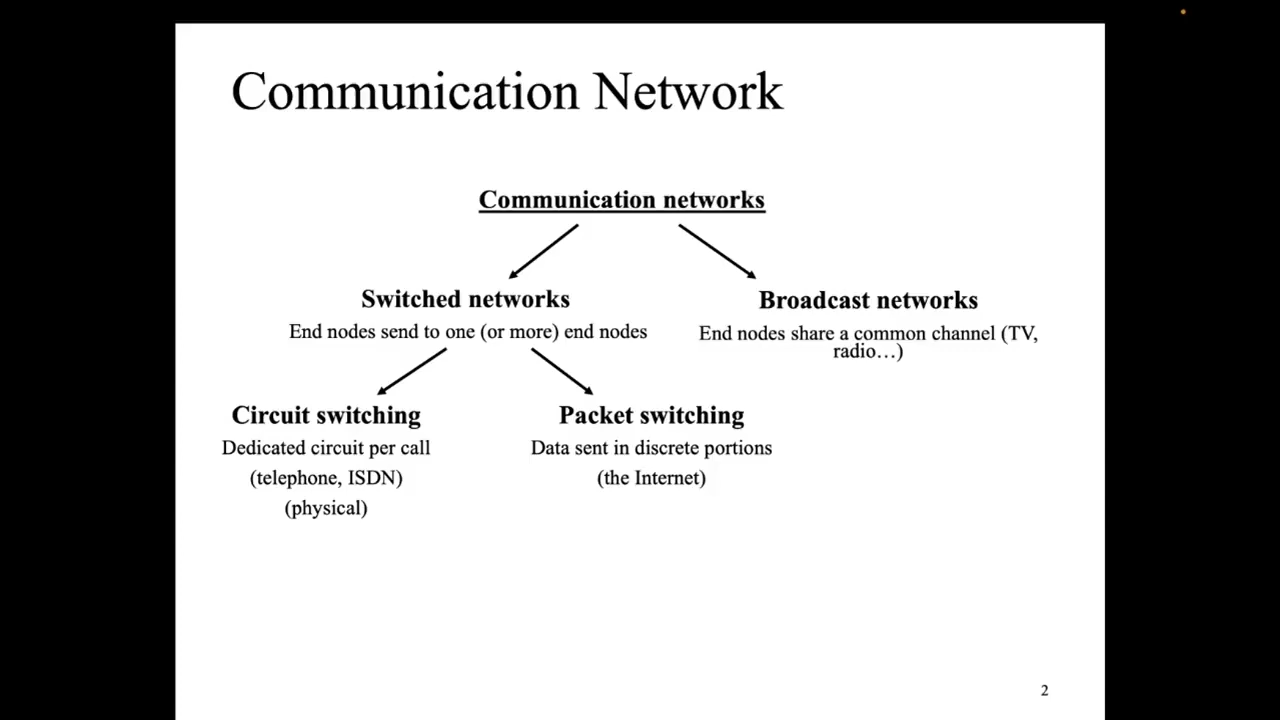 Communication Network
Communication networks
Switched networks
End nodes send to one (or more) end nodes
Broadcast networks
End nodes share a common channel (TV,
radio…)
Circuit switching
Dedicated circuit per call
(telephone, ISDN)
(physical)
Packet switching
Data sent in discrete portions
(the Internet)
2